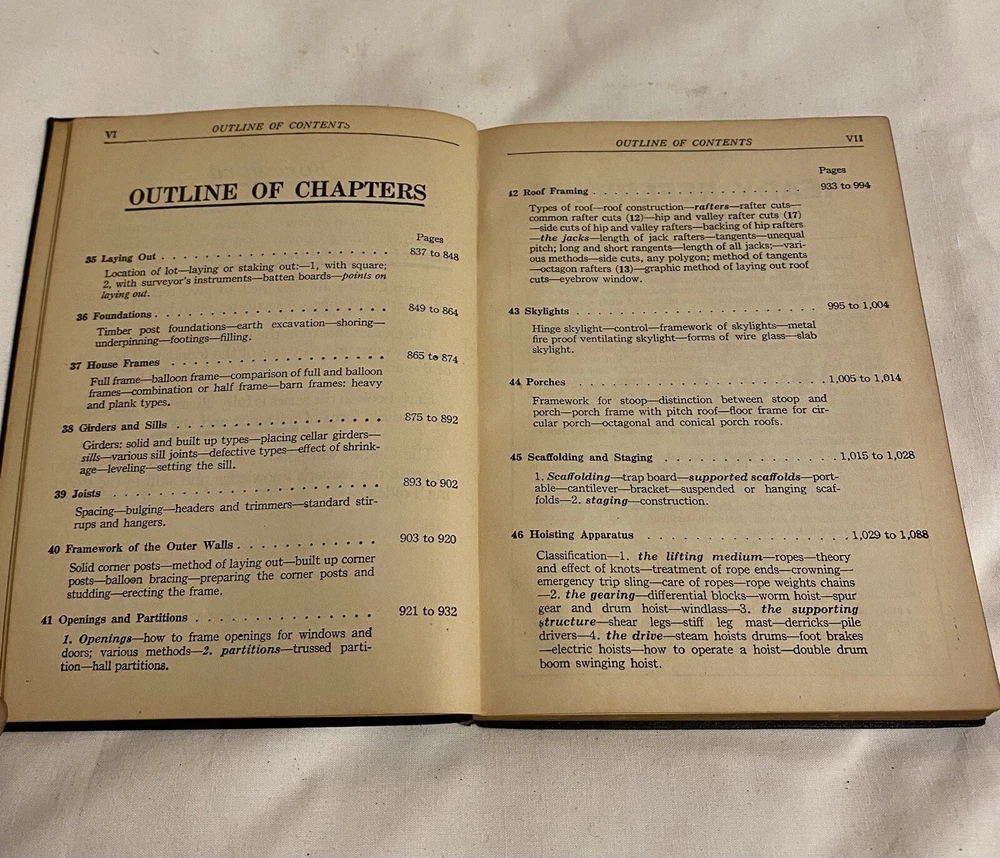 VI
OUTLINE OF CONTENTS
OUTLINE OF CHAPTERS
Pages
35 Laying Out . . . . . . . . . . . . . . . . . . . 837 to 848
Location of lot—laying or staking out:—1, with square;
2, with surveyor's instruments—batten boards—points on
laying out.
36 Foundations . . . . . . . . . . . . . . . . . . 849 to 864
Timber post foundations—earth excavation—shoring—
underpinning—footings—filling.
37 House Frames . . . . . . . . . . . . . . . . . 865 to 874
Full frame—balloon frame—comparison of full and balloon
frames—combination or half frame—barn frames: heavy
and plank types.
38 Girders and Sills . . . . . . . . . . . . . . . . 875 to 892
Girders: solid and built up types—placing cellar girders—
sills—various sill joints—defective types—effect of shrink-
age—leveling—setting the sill.
39 Joists . . . . . . . . . . . . . . . . . . . . 893 to 902
Spacing—bulging—headers and trimmers—standard stir-
rups and hangers.
40 Framework of the Outer Walls . . . . . . . . . . . 903 to 920
Solid corner posts—method of laying out—built up corner
posts—balloon bracing—preparing the corner posts and
studding—erecting the frame.
41 Openings and Partitions . . . . . . . . . . . . . 921 to 932
1. Openings—how to frame openings for windows and
doors; various methods—2. partitions—trussed parti-
tion—hall partitions.
OUTLINE OF CONTENTS
VII
Pages
42 Roof Framing . . . . . . . . . . . . . . . . . . 933 to 994
Types of roof—roof construction—rafters—rafter cuts—
common rafter cuts (12)—hip and valley rafter cuts (17)
—side cuts of hip and valley rafters—backing of hip rafters
—the jacks—length of jack rafters—tangents—unequal
pitch; long and short rangents—length of all jacks;—vari-
ous methods—side cuts, any polygon; method of tangents
—octagon rafters (13)—graphic method of laying out roof
cuts—eyebrow window.
43 Skylights . . . . . . . . . . . . . . . . . . . 995 to 1,004
Hinge skylight—control—framework of skylights—metal
fire proof ventilating skylight—forms of wire glass—slab
skylight.
44 Porches . . . . . . . . . . . . . . . . . . . . 1,005 to 1,014
Framework for stoop—distinction between stoop and
porch—porch frame with pitch roof—floor frame for cir-
cular porch—octagonal and conical porch roofs.
45 Scaffolding and Staging . . . . . . . . . . . . . . 1,015 to 1,028
1. Scaffolding—trap board—supported scaffolds—port-
able—cantilever—bracket—suspended or hanging scaf-
folds—2. staging—construction.
46 Hoisting Apparatus . . . . . . . . . . . . . . . . 1,029 to 1,088
Classification—1. the lifting medium—ropes—theory
and effect of knots—treatment of rope ends—crowning—
emergency trip sling—care of ropes—rope weights chains
—2. the gearing—differential blocks—worm hoist—spur
gear and drum hoist—windlass—3. the supporting
structure—shear legs—stiff leg mast—derricks—pile
drivers—4. the drive—steam hoists drums—foot brakes
—electric hoists—how to operate a hoist—double drum
boom swinging hoist.